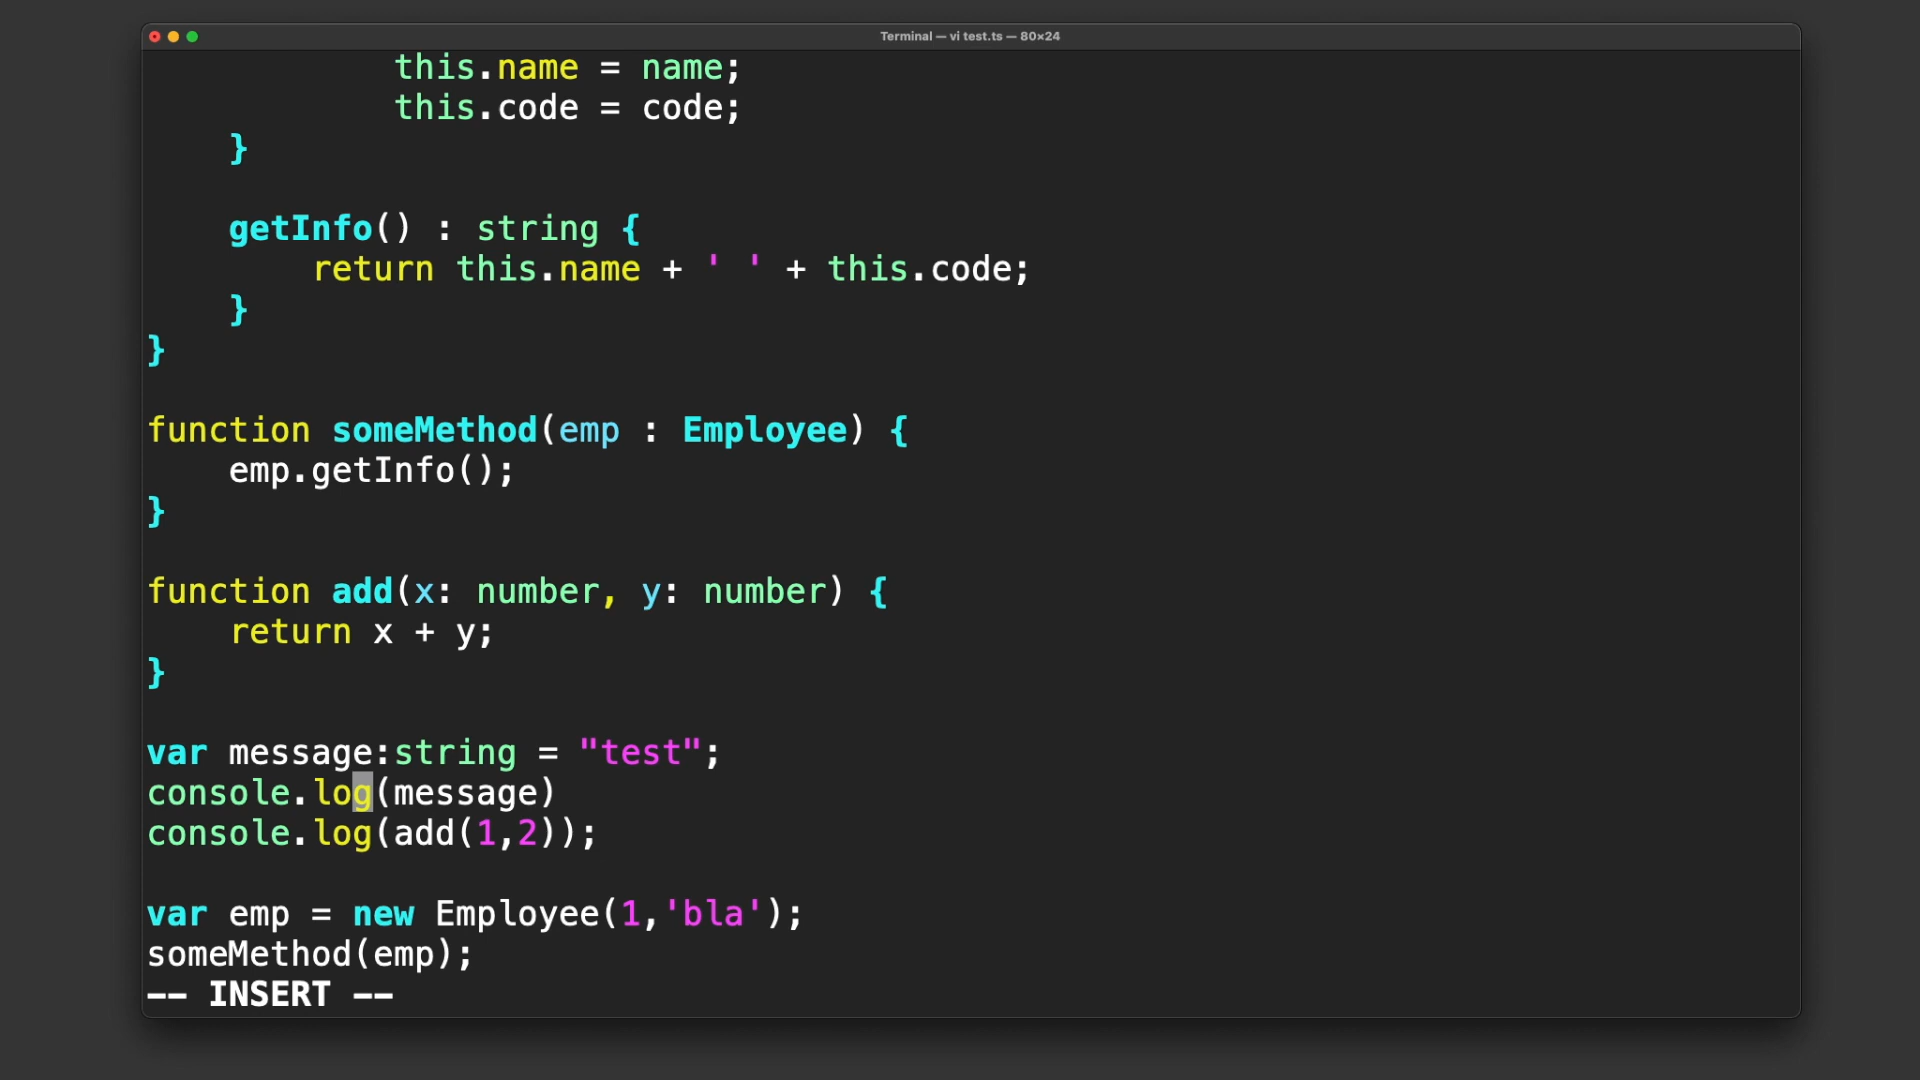 Terminal — vi test.ts — 80×24
this.name = name;
this.code = code;
}
getInfo() : string {
return this.name + ' ' + this.code;
}
}
function someMethod(emp : Employee) {
emp.getInfo();
}
function add(x: number, y: number) {
return x + y;
}
var message:string = "test";
console.log(message)
console.log(add(1,2));
var emp = new Employee(1,'bla');
someMethod(emp);
-- INSERT --